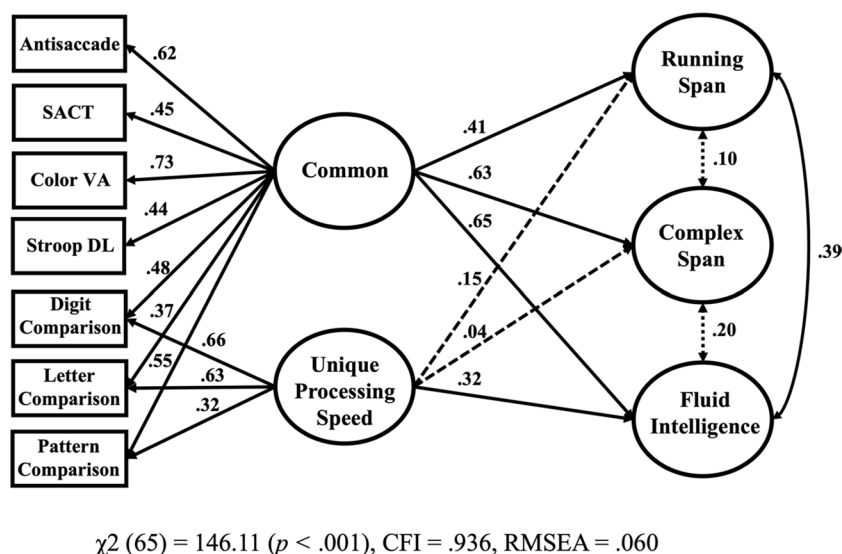 Antisaccade
SACT
Color VA
Stroop DL
Digit
Comparison
Letter
Comparison
Pattern
Comparison
.62
.45
.73
.44
.48
.37
.55
.66
.63
.32
Common
Unique
Processing
Speed
.41
.63
.65
.15
.04
.32
Running
Span
Complex
Span
Fluid
Intelligence
.10
.20
.39
χ2 (65) = 146.11 (p < .001), CFI = .936, RMSEA = .060